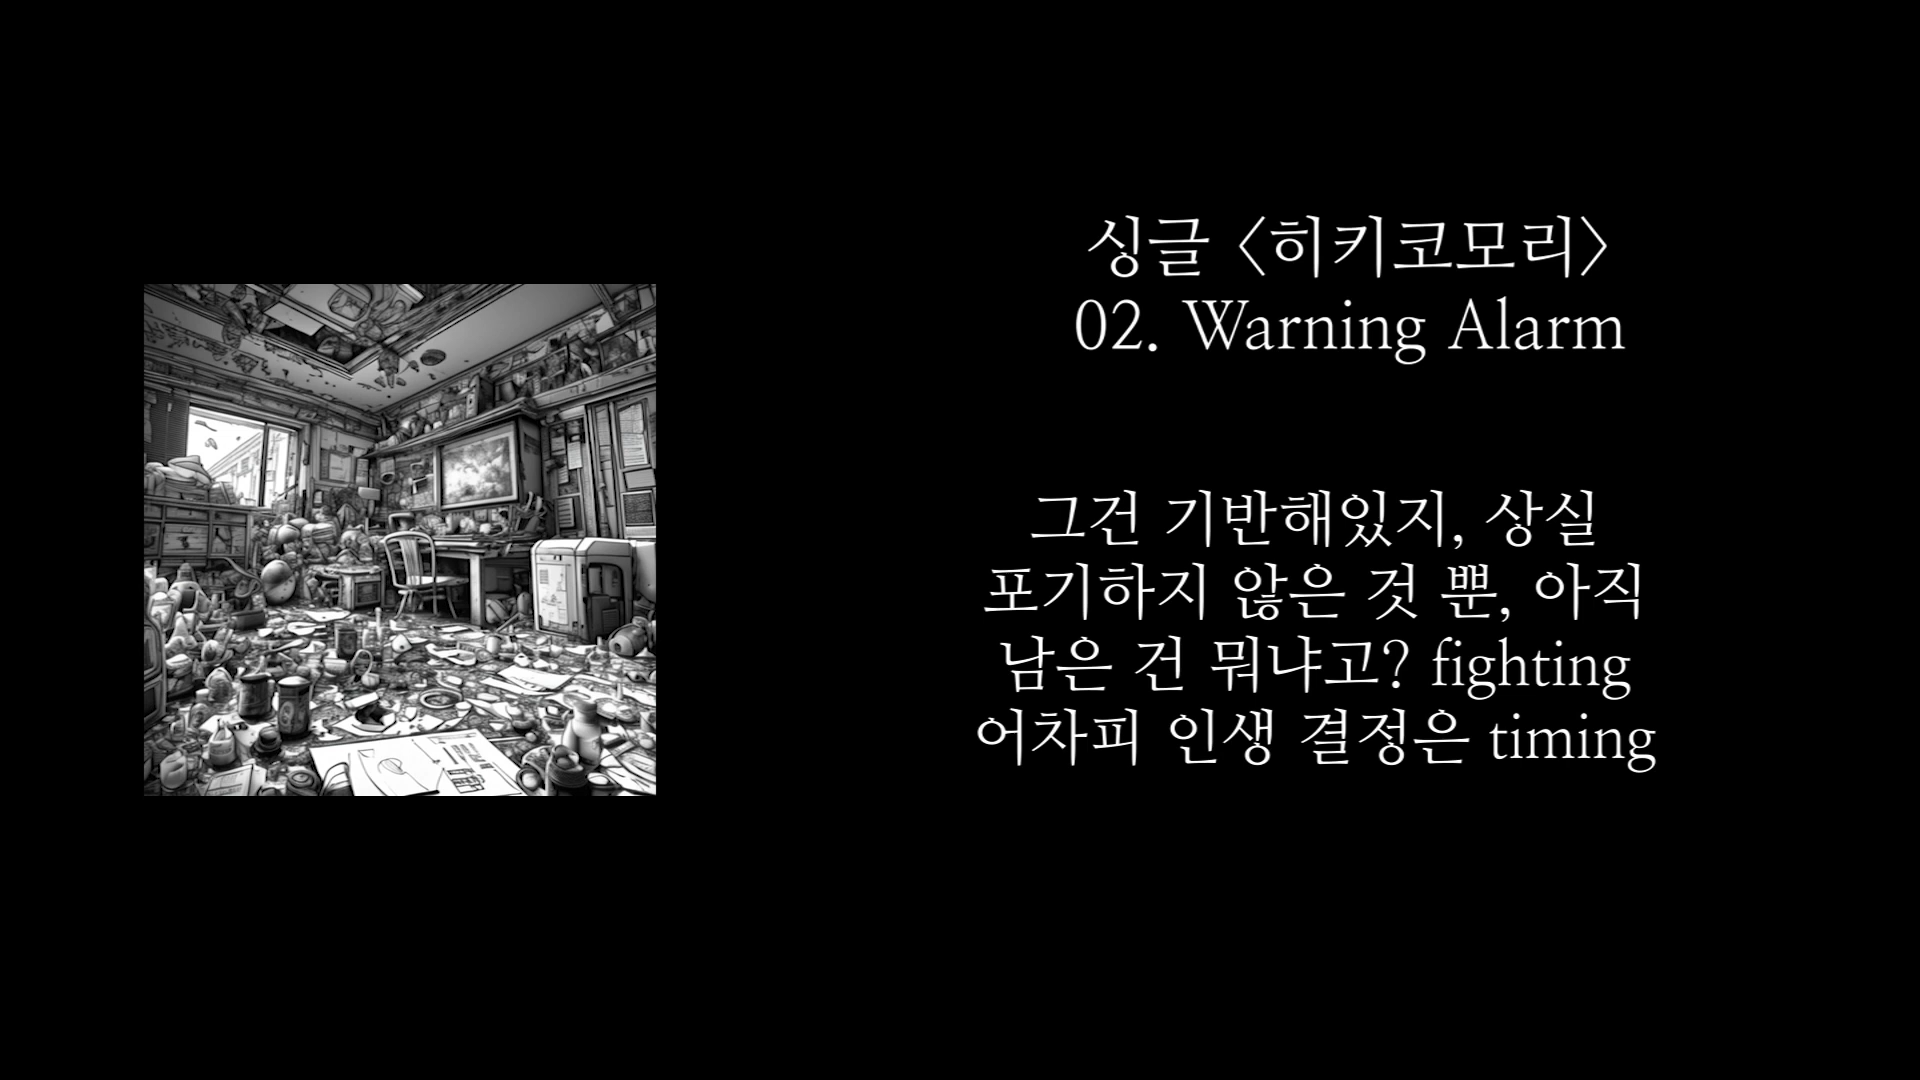 싱글 〈히키코모리〉
02. Warning Alarm
그건 기반해있지, 상실
포기하지 않은 것 뿐, 아직
남은 건 뭐냐고? fighting
어차피 인생 결정은 timing